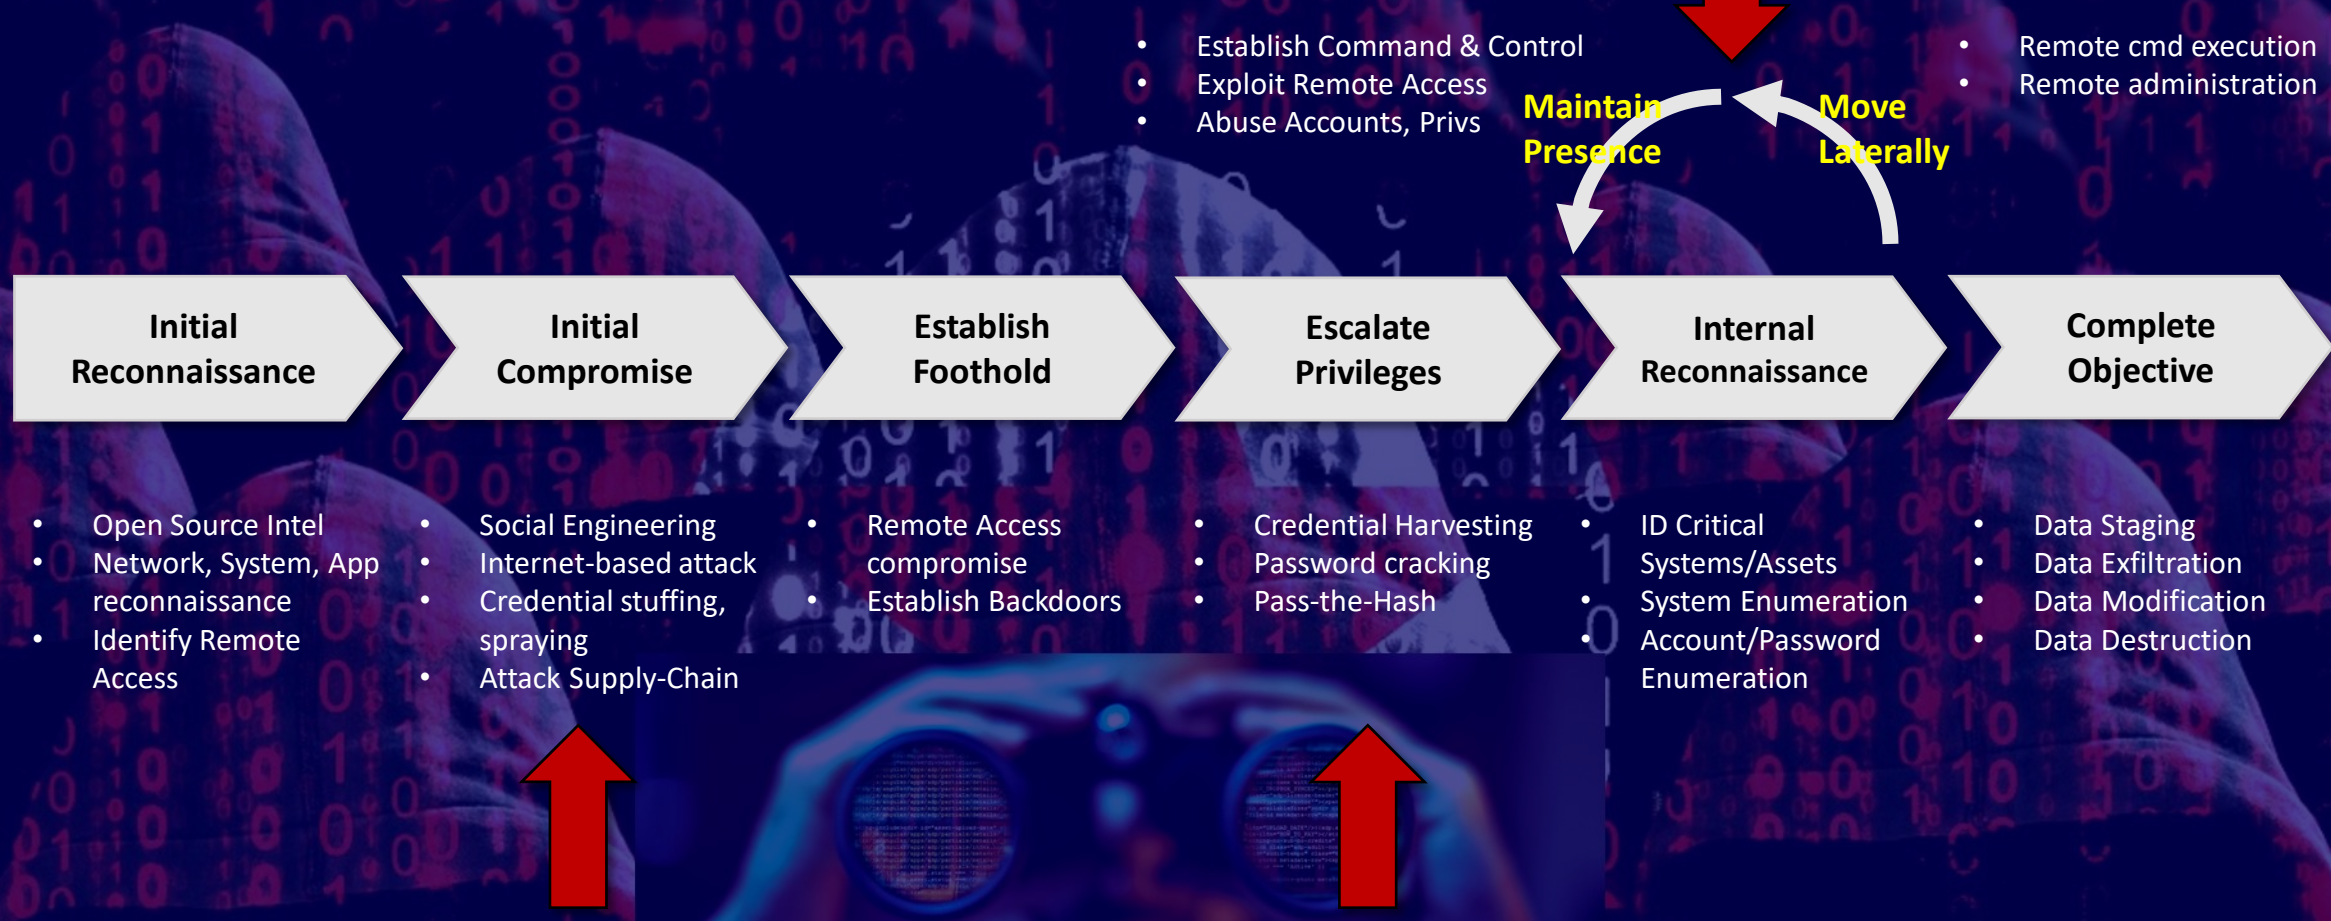 • Establish Command & Control
• Exploit Remote Access
• Abuse Accounts, Privs
Maintain
Presence
Move
Laterally
• Remote cmd execution
• Remote administration
Initial
Reconnaissance
Initial
Compromise
Establish
Foothold
Escalate
Privileges
Internal
Reconnaissance
Complete
Objective
• Open Source Intel
• Network, System, App
reconnaissance
• Identify Remote
Access
• Social Engineering
• Internet-based attack
• Credential stuffing,
spraying
• Attack Supply-Chain
• Remote Access
compromise
• Establish Backdoors
• Credential Harvesting
• Password cracking
• Pass-the-Hash
• ID Critical
Systems/Assets
• System Enumeration
• Account/Password
Enumeration
• Data Staging
• Data Exfiltration
• Data Modification
• Data Destruction